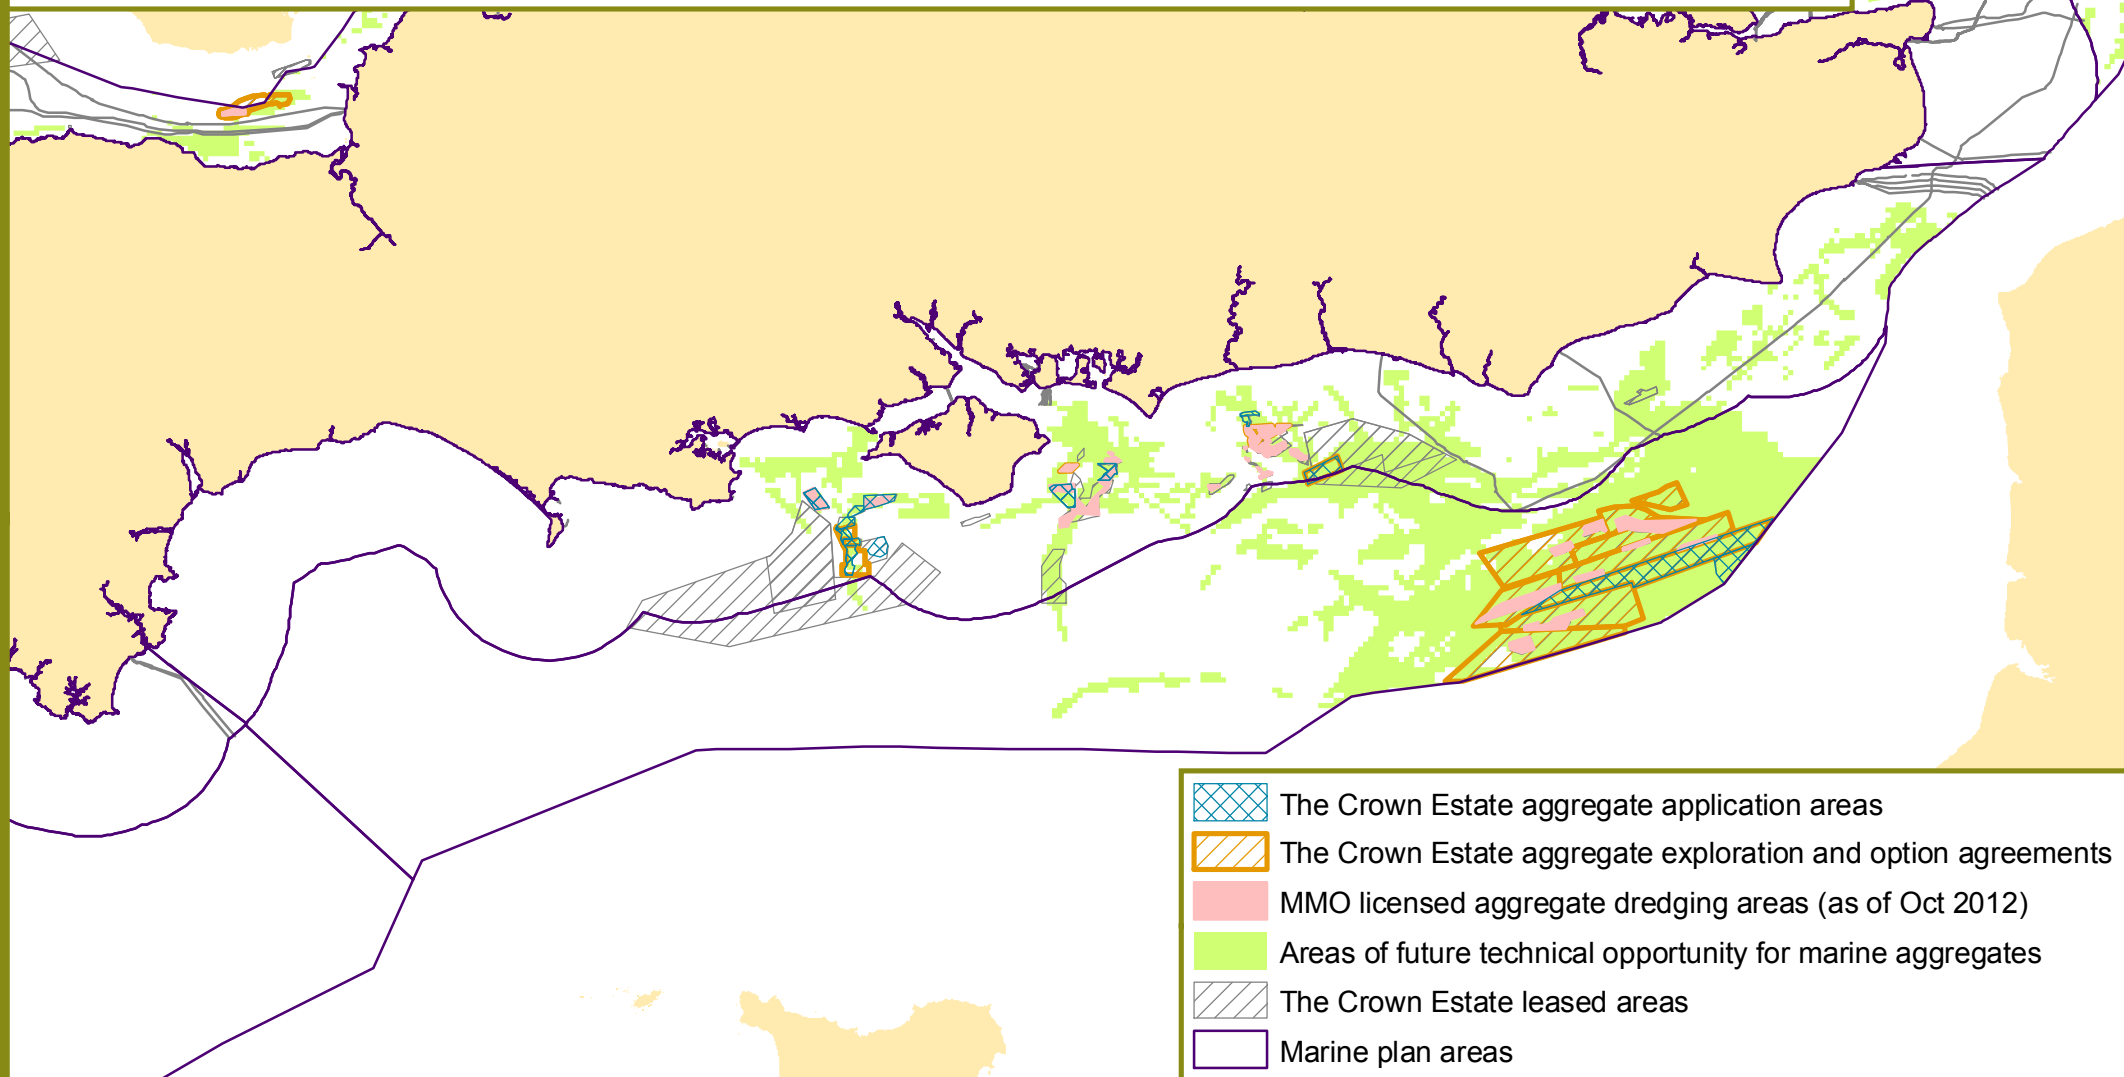 The Crown Estate aggregate application areas
The Crown Estate aggregate exploration and option agreements
MMO licensed aggregate dredging areas (as of Oct 2012)
Areas of future technical opportunity for marine aggregates
The Crown Estate leased areas
Marine plan areas